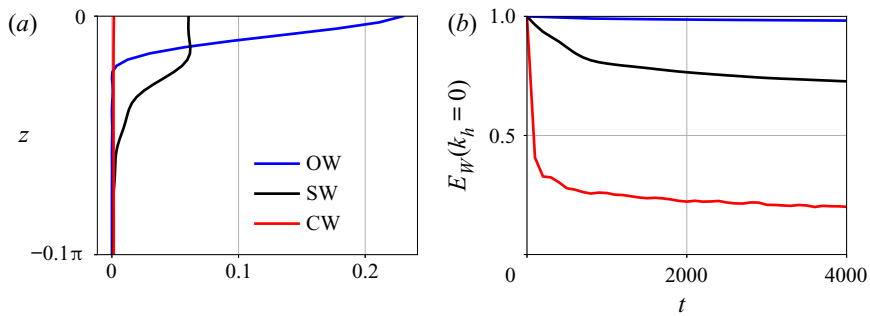 (a)
0
z
−0.1π
0
0.1
0.2
OW
SW
CW
(b)
1.0
0.5
0
2000
4000
E_W(k_h = 0)
t